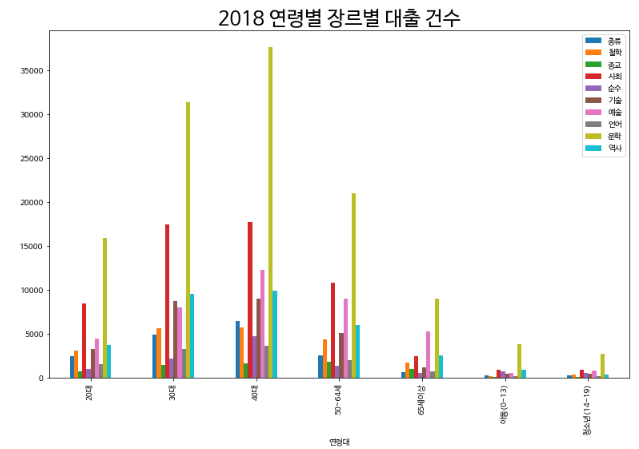 2018 연령별 장르별 대출 건수
35000
30000
25000
20000
15000
10000
5000
0
총류
철학
종교
사회
순수
기술
예술
언어
문학
역사
20대
30대
40대
50~64세
65세이상
아동(0~13)
청소년(14~19)
연령대